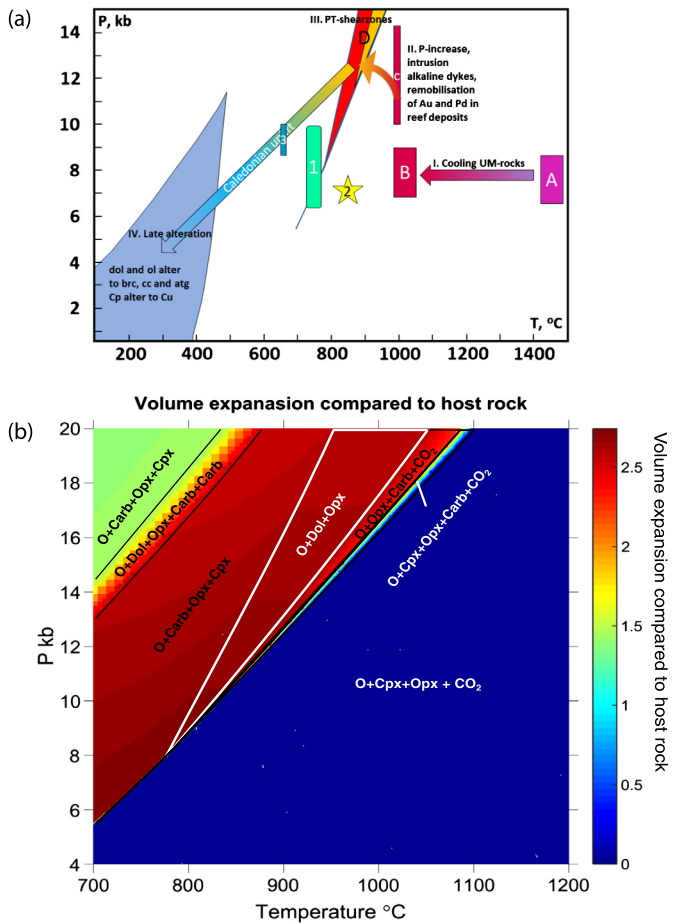 (a)
P, kb
III. PT-shearzones
14
12
10
8
6
4
2
D
II. P-increase,
intrusion
alkaline dykes,
remobilisation
of Au and Pd in
reef deposits
c
Caledonian uplift
3
1
2
B
I. Cooling UM-rocks
A
IV. Late alteration
dol and ol alter
to brc, cc and atg
Cp alter to Cu
T, ºC
200
600
800
1000
1200
1400
(b)
Volume expanasion compared to host rock
20
18
16
14
12
10
8
6
4
P kb
O+Carb+Opx+Cpx
O+Dol+Opx+Carb+Carb
O+Carb+Opx+Cpx
O+Dol+Opx
O+Opx+Carb+CO₂
O+Cpx+Opx+Carb+CO₂
O+Cpx+Opx + CO₂
700
800
900
1000
1100
1200
Temperature °C
2.5
2
1.5
1
0.5
0
Volume expansion compared to host rock